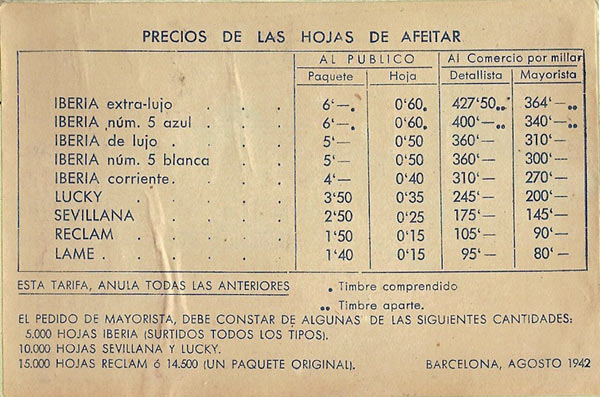 PRECIOS DE LAS HOJAS DE AFEITAR
AL PUBLICO Al Comercio por millar
Paquete Hoja Detallista Mayorista
IBERIA extra-lujo . . . 6‘—. 0‘60. 427‘50.. 364‘—..
IBERIA núm. 5 azul . . . 6‘—. 0‘60. 400‘—.. 340‘—..
IBERIA de lujo . . . . 5‘— 0‘50 360‘— 310‘—
IBERIA núm. 5 blanca . . 5‘— 0‘50 360‘— 300‘—
IBERIA corriente. . . . 4‘— 0‘40 310‘— 270‘—
LUCKY . . . . . 3‘50 0‘35 245‘— 200‘—
SEVILLANA . . . . 2‘50 0‘25 175‘— 145‘—
RECLAM . . . . . 1‘50 0‘15 105‘— 90‘—
LAME . . . . . 1‘40 0‘15 95‘— 80‘—
ESTA TARIFA, ANULA TODAS LAS ANTERIORES . Timbre comprendido
.. Timbre aparte.
EL PEDIDO DE MAYORISTA, DEBE CONSTAR DE ALGUNAS DE LAS SIGUIENTES CANTIDADES:
5.000 HOJAS IBERIA (SURTIDOS TODOS LOS TIPOS).
10.000 HOJAS SEVILLANA Y LUCKY.
15.000 HOJAS RECLAM ó 14.500 (UN PAQUETE ORIGINAL). BARCELONA, AGOSTO 1942